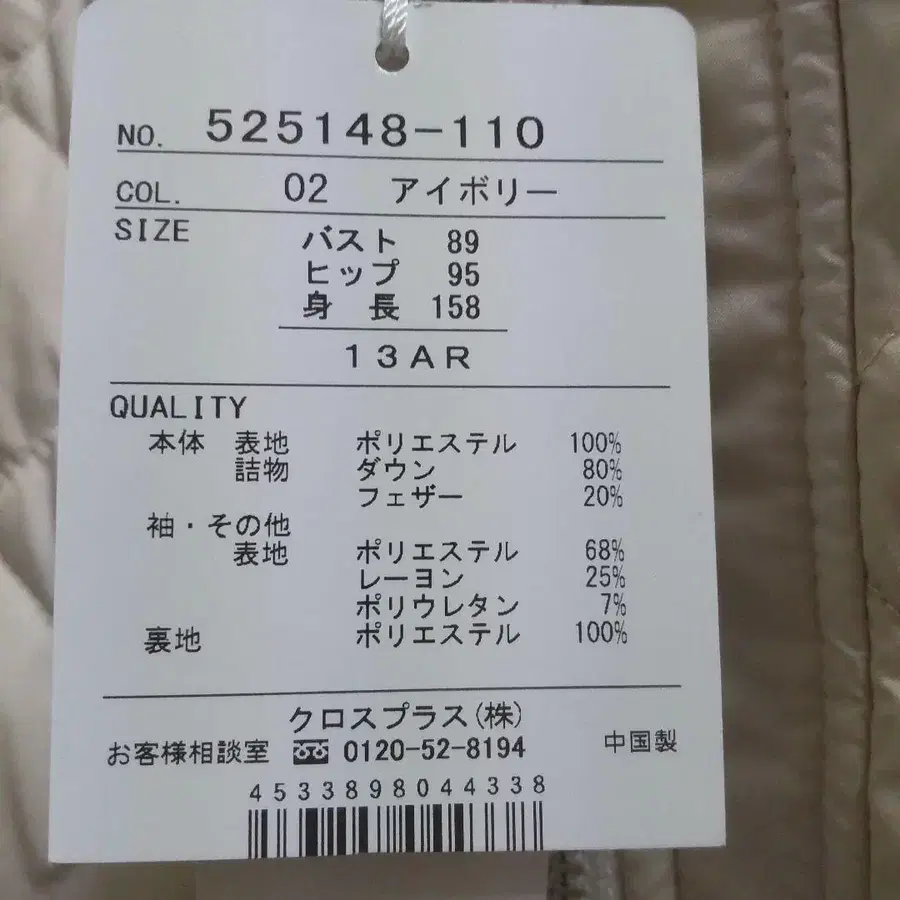 NO. 525148-110
COL. 02 アイボリー
SIZE バスト 89
ヒップ 95
身長 158
13AR
QUALITY
本体 表地 ポリエステル 100%
詰物 ダウン 80%
フェザー 20%
袖・その他
表地 ポリエステル 68%
レーヨン 25%
ポリウレタン 7%
裏地 ポリエステル 100%
クロスプラス(株)
お客様相談室 0120-52-8194 中国製
4533898044338